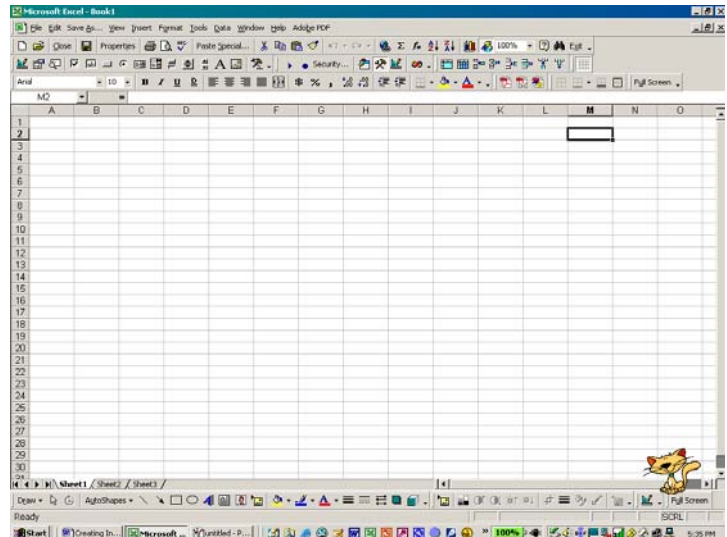 Microsoft Excel - Book1
File Edit Save As... View Insert Format Tools Data Window Help Adobe PDF
Close Properties Paste Special... 100% Exit
Security...
Arial 10 B I U $ % , Full Screen
M2 =
A B C D E F G H I J K L M N O
1
2
3
4
5
6
7
8
9
10
11
12
13
14
15
16
17
18
19
20
21
22
23
24
25
26
27
28
29
30
Sheet1 Sheet2 Sheet3
Draw AutoShapes Full Screen
Ready SCRL
Start Creating In... Microsoft ... untitled - P... 100% 5:35 PM